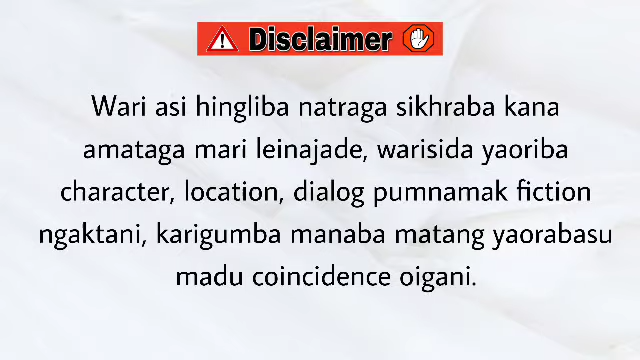 Disclaimer
Wari asi hingliba natraga sikhraba kana
amataga mari leinajade, warisida yaoriba
character, location, dialog pumnamak fiction
ngaktani, karigumba manaba matang yaorabasu
madu coincidence oigani.